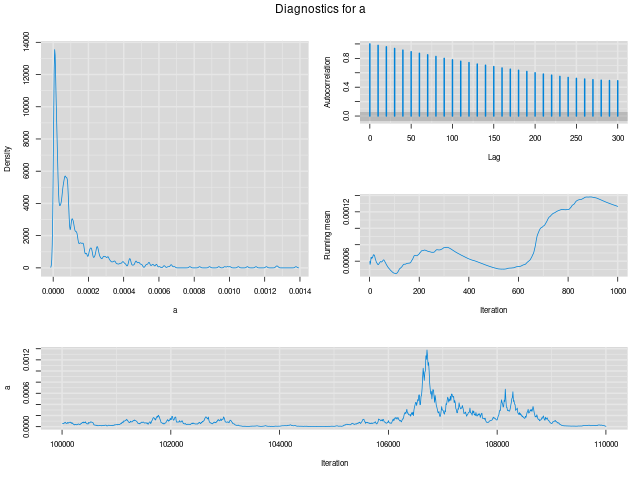 Diagnostics for a
Density
14000
12000
10000
8000
6000
4000
2000
0
0.0000 0.0002 0.0004 0.0006 0.0008 0.0010 0.0012 0.0014
a
Autocorrelation
0.8
0.4
0.0
0 50 100 150 200 250 300
Lag
Running mean
0.00012
0.00006
0 200 400 600 800 1000
Iteration
a
0.0012
0.0006
0.0000
100000 102000 104000 106000 108000 110000
Iteration